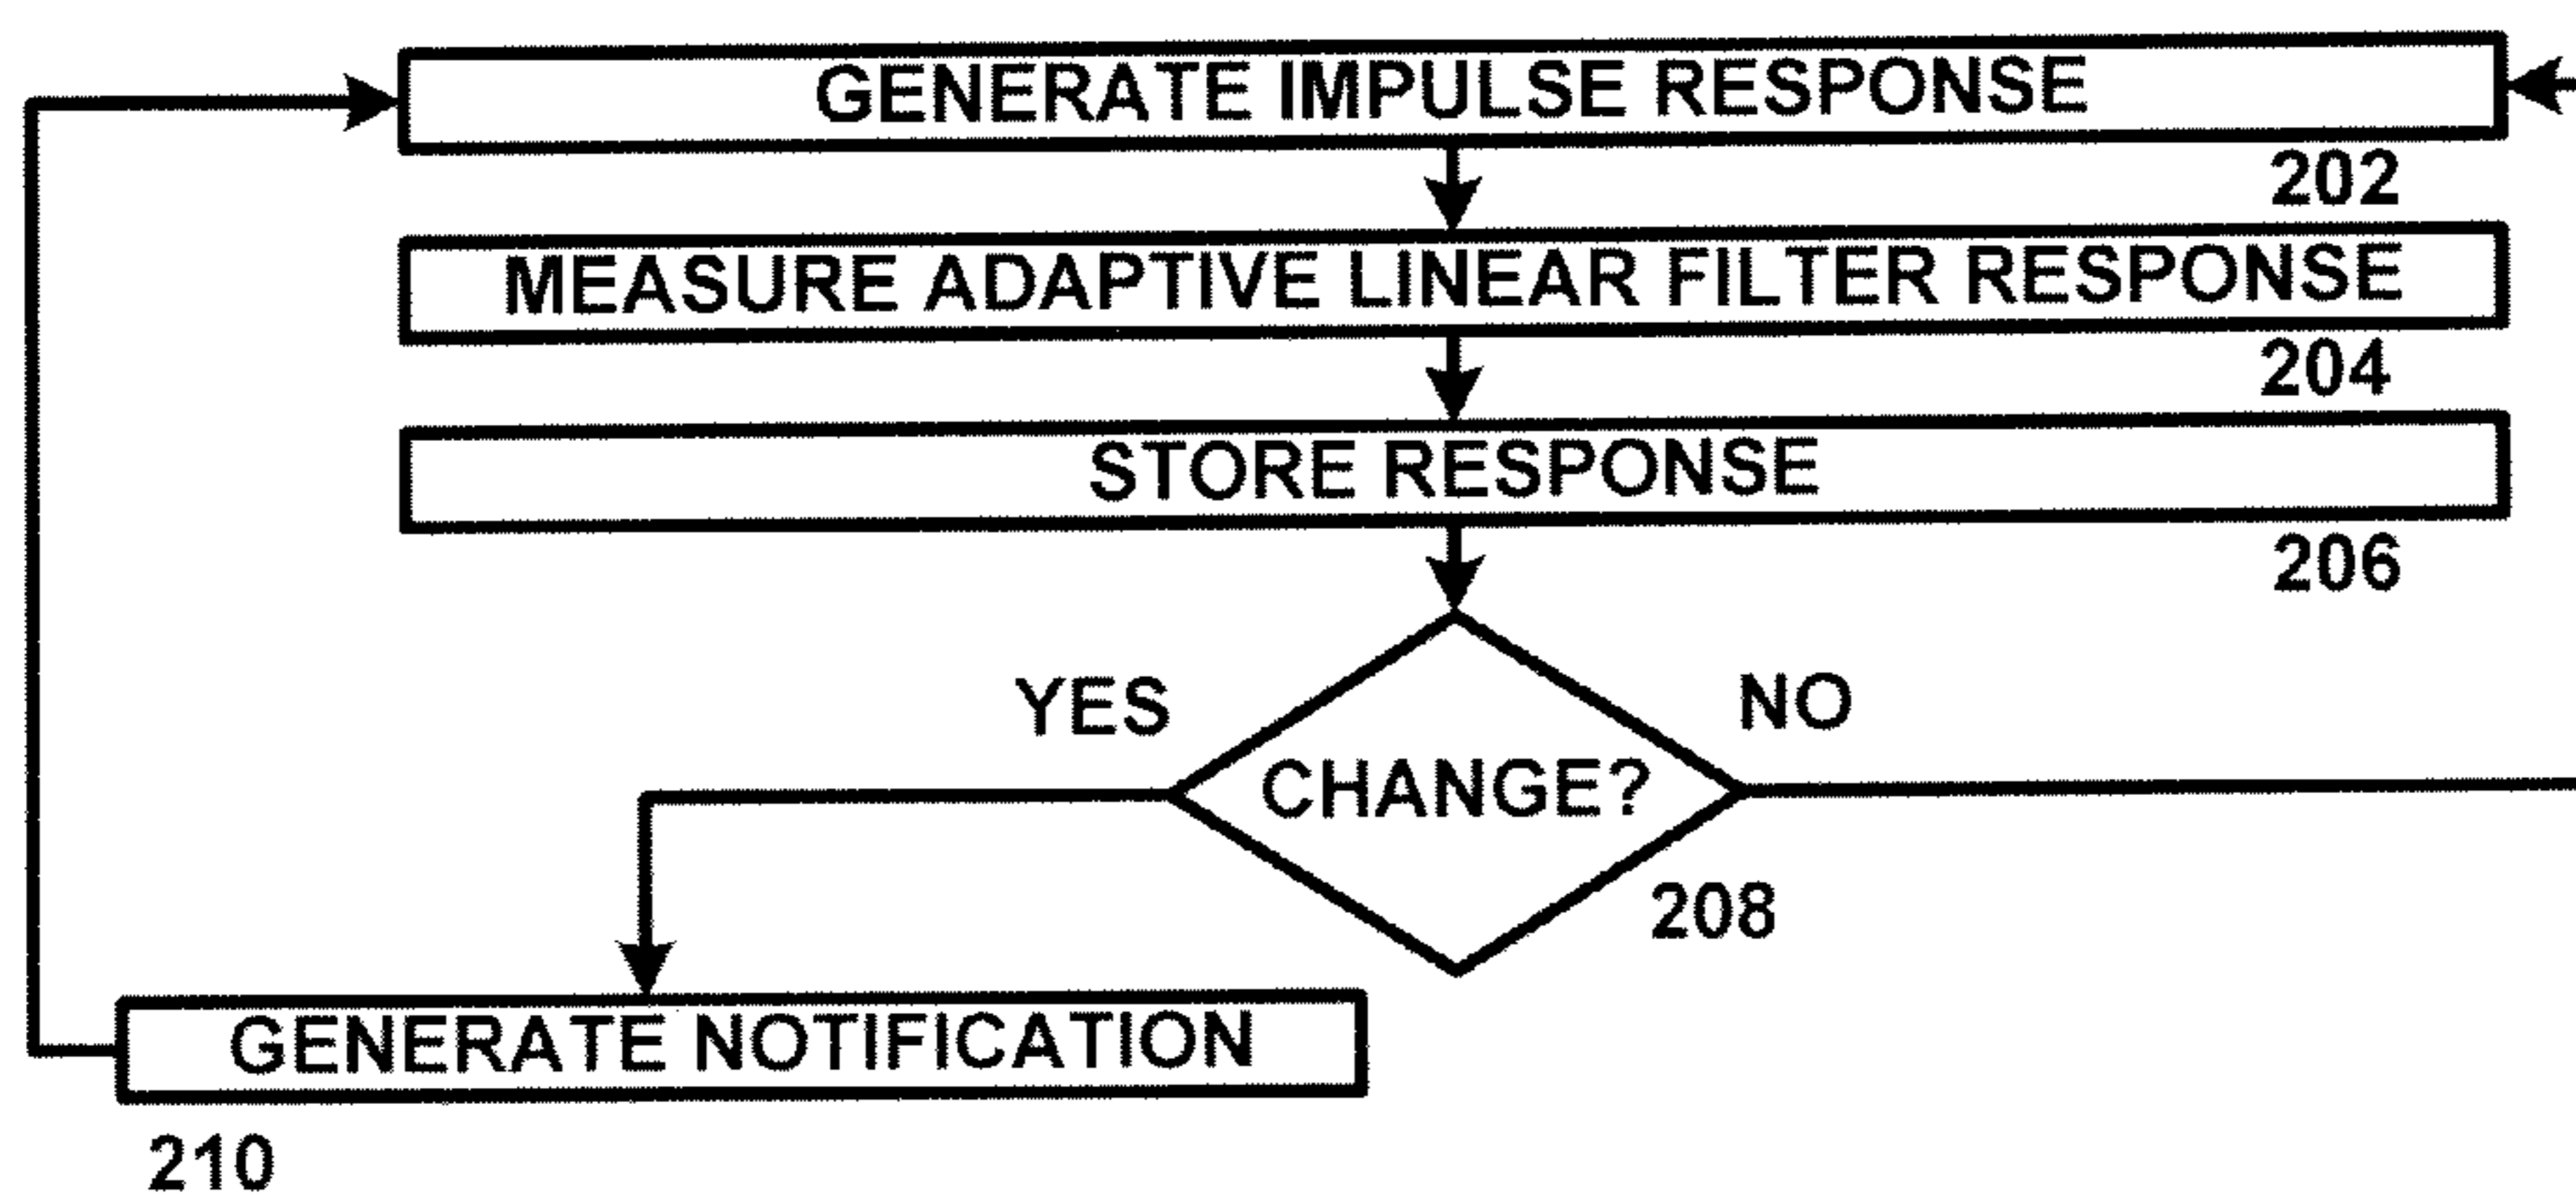 GENERATE IMPULSE RESPONSE
202
MEASURE ADAPTIVE LINEAR FILTER RESPONSE
204
STORE RESPONSE
206
YES
NO
CHANGE?
208
GENERATE NOTIFICATION
210